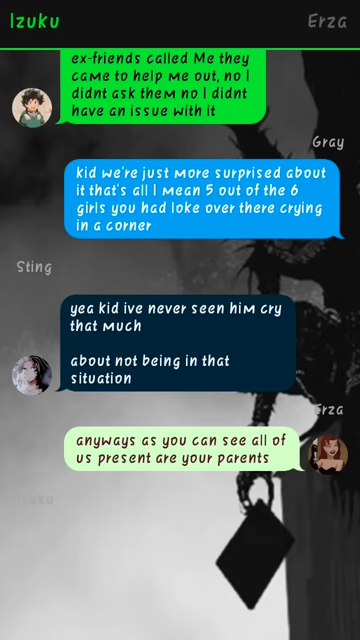 Izuku
Erza
ex-friends called Me they
came to help me out, no I
didnt ask them no I didnt
have an issue with it
Gray
kid we're just more surprised about
it that's all I mean 5 out of the 6
girls you had loke over there crying
in a corner
Sting
yea kid ive never seen him cry
that much
about not being in that
situation
Erza
anyways as you can see all of
us present are your parents
Izuku